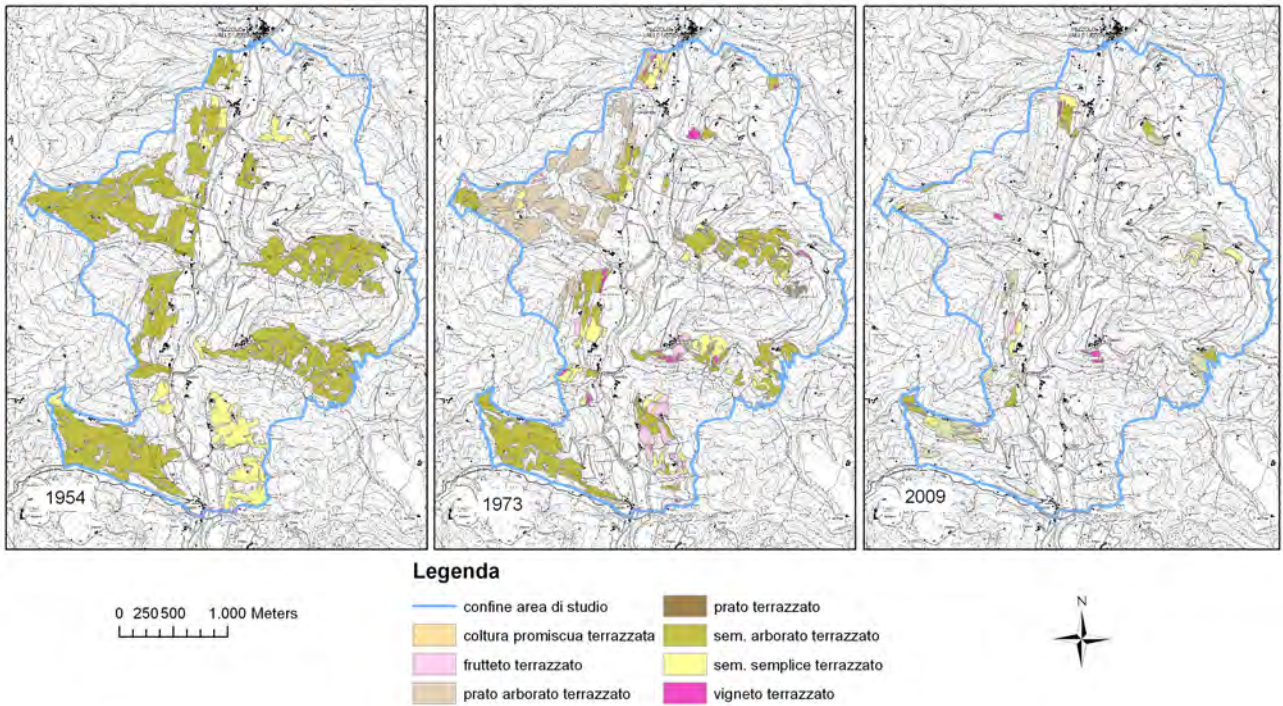 1954
1973
2009
Legenda
confine area di studio
coltura promiscua terrazzata
frutteto terrazzato
prato arborato terrazzato
prato terrazzato
sem. arborato terrazzato
sem. semplice terrazzato
vigneto terrazzato
0 250 500 1.000 Meters
N